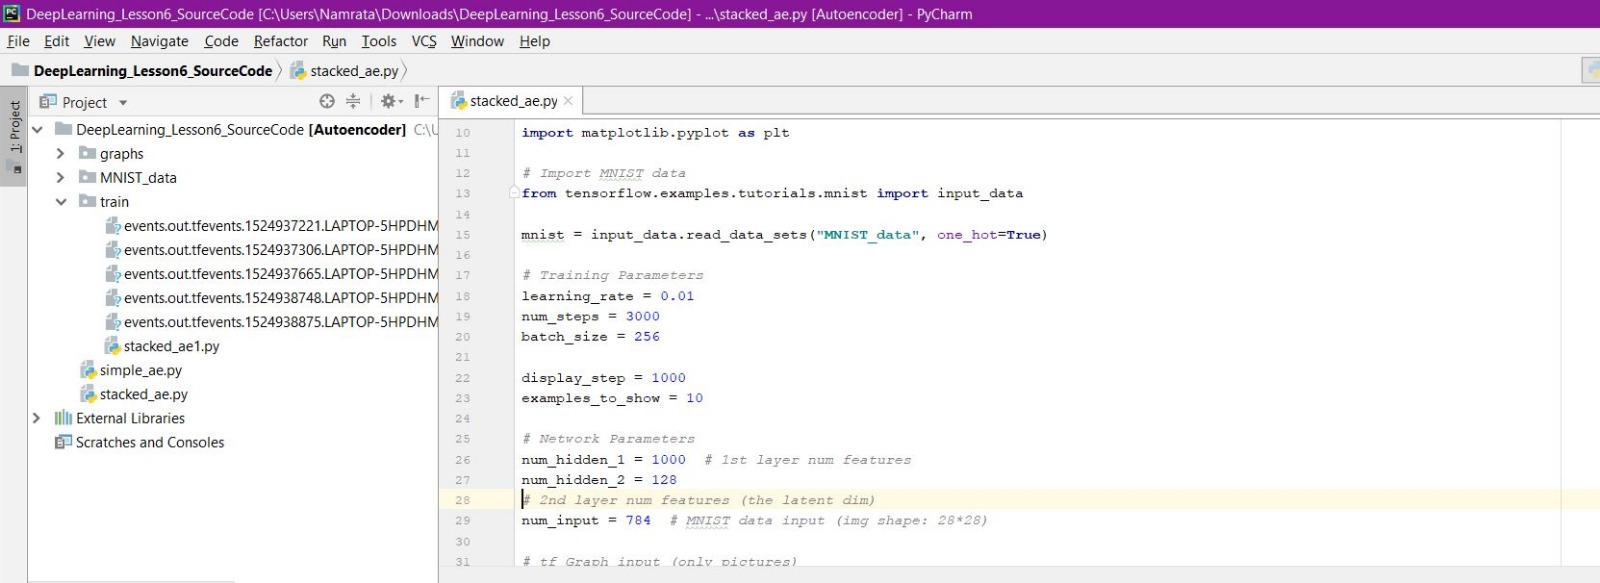 DeepLearning_Lesson6_SourceCode [C:\Users\Namrata\Downloads\DeepLearning_Lesson6_SourceCode] - ...\stacked_ae.py [Autoencoder] - PyCharm
File Edit View Navigate Code Refactor Run Tools VCS Window Help
DeepLearning_Lesson6_SourceCode stacked_ae.py
1: Project
Project
DeepLearning_Lesson6_SourceCode [Autoencoder] C:\U
graphs
MNIST_data
train
events.out.tfevents.1524937221.LAPTOP-5HPDHM
events.out.tfevents.1524937306.LAPTOP-5HPDHM
events.out.tfevents.1524937665.LAPTOP-5HPDHM
events.out.tfevents.1524938748.LAPTOP-5HPDHM
events.out.tfevents.1524938875.LAPTOP-5HPDHM
stacked_ae1.py
simple_ae.py
stacked_ae.py
External Libraries
Scratches and Consoles
stacked_ae.py
10 import matplotlib.pyplot as plt
11
12 # Import MNIST data
13 from tensorflow.examples.tutorials.mnist import input_data
14
15 mnist = input_data.read_data_sets("MNIST_data", one_hot=True)
16
17 # Training Parameters
18 learning_rate = 0.01
19 num_steps = 3000
20 batch_size = 256
21
22 display_step = 1000
23 examples_to_show = 10
24
25 # Network Parameters
26 num_hidden_1 = 1000  # 1st layer num features
27 num_hidden_2 = 128
28 # 2nd layer num features (the latent dim)
29 num_input = 784  # MNIST data input (img shape: 28*28)
30
31 # tf Graph input (only pictures)